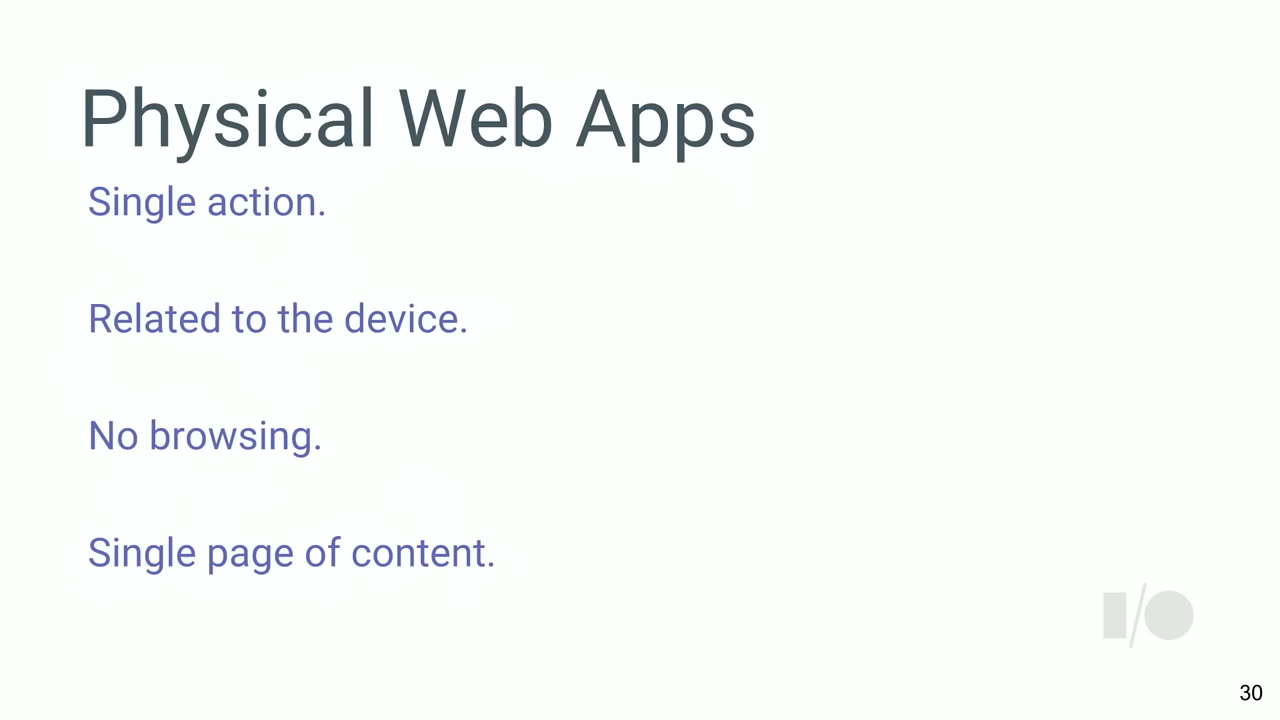 Physical Web Apps
Single action.
Related to the device.
No browsing.
Single page of content.
I/O
30